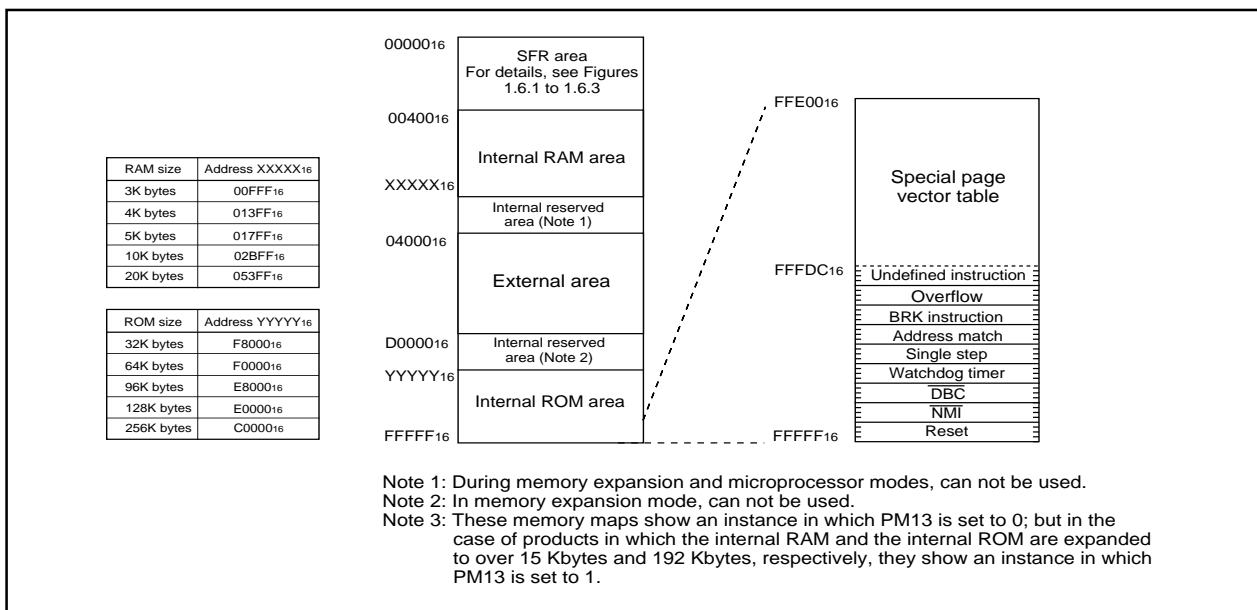 RAM size Address XXXXX16
3K bytes 00FFF16
4K bytes 013FF16
5K bytes 017FF16
10K bytes 02BFF16
20K bytes 053FF16
ROM size Address YYYYY16
32K bytes F800016
64K bytes F000016
96K bytes E800016
128K bytes E000016
256K bytes C000016
0000016
SFR area
For details, see Figures
1.6.1 to 1.6.3
0040016
Internal RAM area
XXXXX16
Internal reserved
area (Note 1)
0400016
External area
D000016
Internal reserved
area (Note 2)
YYYYY16
Internal ROM area
FFFFF16
FFE0016
Special page
vector table
FFFDC16
Undefined instruction
Overflow
BRK instruction
Address match
Single step
Watchdog timer
DBC
NMI
Reset
FFFFF16
Note 1: During memory expansion and microprocessor modes, can not be used.
Note 2: In memory expansion mode, can not be used.
Note 3: These memory maps show an instance in which PM13 is set to 0; but in the
case of products in which the internal RAM and the internal ROM are expanded
to over 15 Kbytes and 192 Kbytes, respectively, they show an instance in which
PM13 is set to 1.